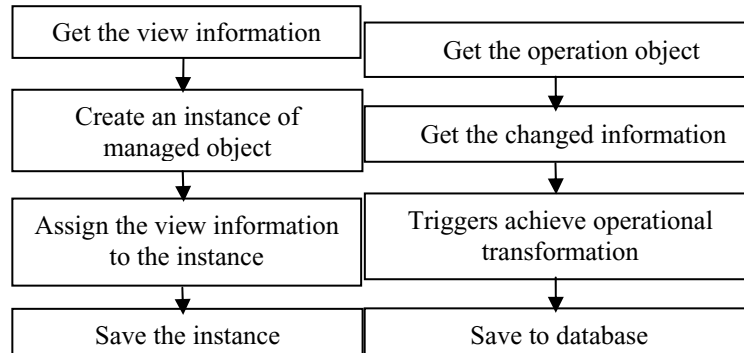 Get the view information
Create an instance of
managed object
Assign the view information
to the instance
Save the instance
Get the operation object
Get the changed information
Triggers achieve operational
transformation
Save to database